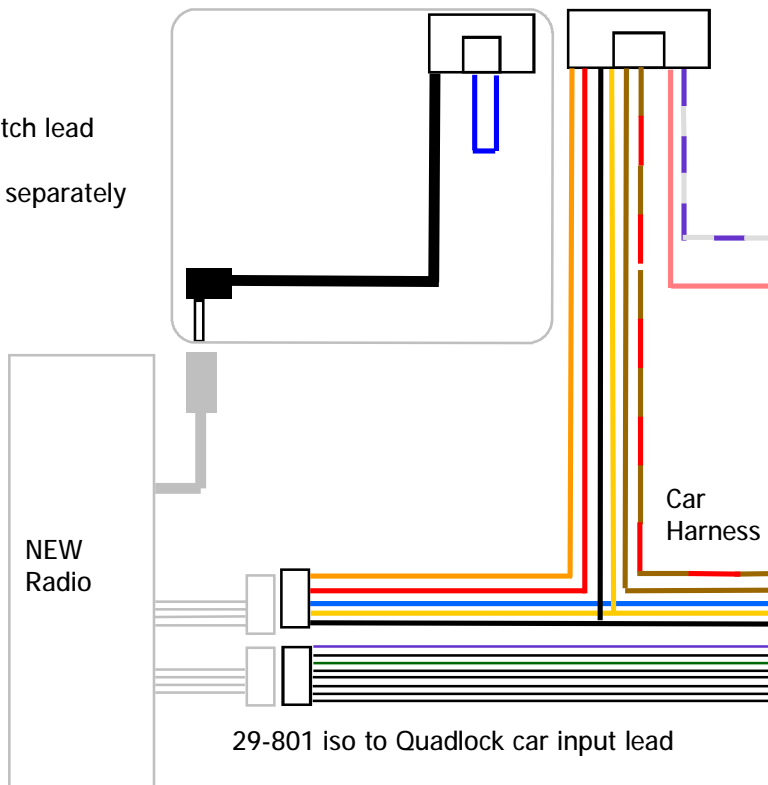 tch lead
separately
Car
Harness
NEW
Radio
29-801 iso to Quadlock car input lead